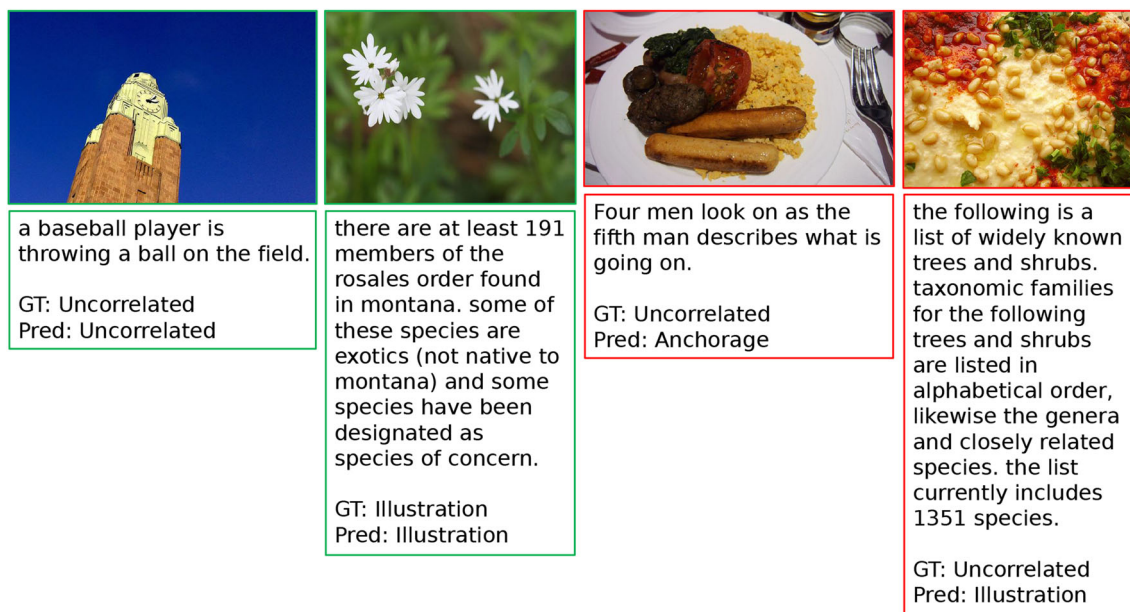 a baseball player is
throwing a ball on the field.
GT: Uncorrelated
Pred: Uncorrelated
there are at least 191
members of the
rosales order found
in montana. some of
these species are
exotics (not native to
montana) and some
species have been
designated as
species of concern.
GT: Illustration
Pred: Illustration
Four men look on as the
fifth man describes what is
going on.
GT: Uncorrelated
Pred: Anchorage
the following is a
list of widely known
trees and shrubs.
taxonomic families
for the following
trees and shrubs
are listed in
alphabetical order,
likewise the genera
and closely related
species. the list
currently includes
1351 species.
GT: Uncorrelated
Pred: Illustration